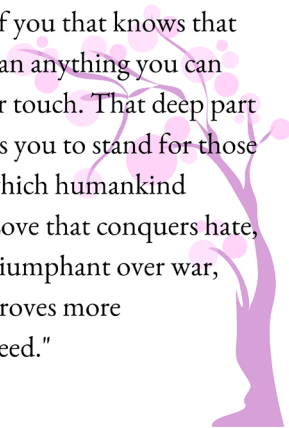 f you that knows that
an anything you can
r touch. That deep part
s you to stand for those
hich humankind
ove that conquers hate,
iumphant over war,
roves more
eed."